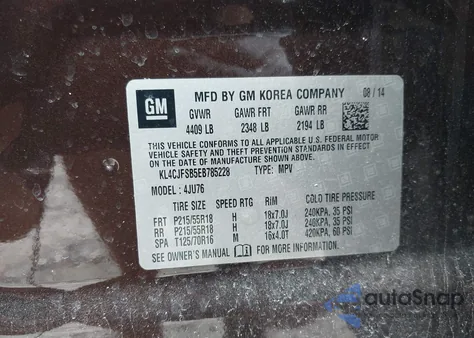 GM
MFD BY GM KOREA COMPANY 08 / 14
GVWR GAWR FRT GAWR RR
4409 LB 2348 LB 2194 LB
THIS VEHICLE CONFORMS TO ALL APPLICABLE U.S. FEDERAL MOTOR
VEHICLE SAFETY AND THEFT PREVENTION STANDARDS IN EFFECT ON
THE DATE OF MANUFACTURE SHOWN ABOVE.
KL4CJFSB5EB785228 TYPE: MPV
MODEL : 4JU76
TIRE SIZE SPEED RTG RIM COLD TIRE PRESSURE
FRT P215/55R18 H 18x7.0J 240KPA, 35 PSI
RR P215/55R18 H 18x7.0J 240KPA, 35 PSI
SPA T125/70R16 M 16x4.0T 420KPA, 60 PSI
SEE OWNER'S MANUAL FOR MORE INFORMATION.
autoSnap